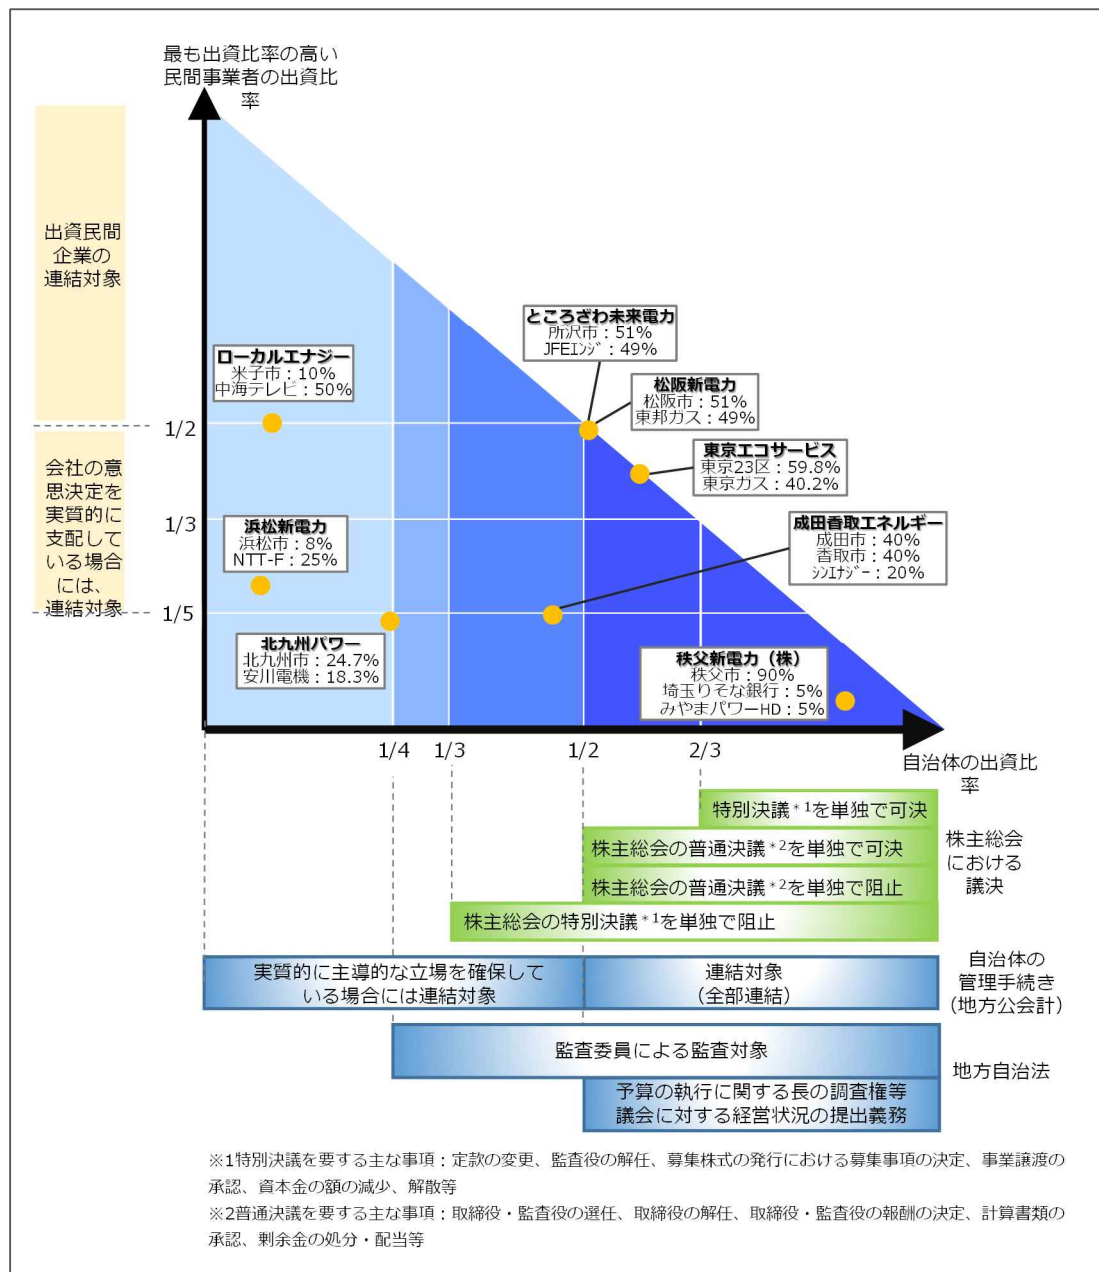 最も出資比率の高い
民間事業者の出資比
率
出資民間
企業の
連結対象
会社の意
思決定を
実質的に
支配して
いる場合
には、
連結対象
1/2
1/3
1/5
ローカルエナジー
米子市：10%
中海テレビ：50%
ところざわ未来電力
所沢市：51%
JFEｴﾝｼﾞ：49%
松阪新電力
松阪市：51%
東邦ガス：49%
東京エコサービス
東京23区：59.8%
東京ガス：40.2%
浜松新電力
浜松市：8%
NTT-F：25%
成田香取エネルギー
成田市：40%
香取市：40%
ｼﾝｴﾅｼﾞｰ：20%
北九州パワー
北九州市：24.7%
安川電機：18.3%
秩父新電力（株）
秩父市：90%
埼玉りそな銀行：5%
みやまパワーHD：5%
1/4
1/3
1/2
2/3
自治体の出資比
率
特別決議*1を単独で可決
株主総会の普通決議*2を単独で可決
株主総会の普通決議*2を単独で阻止
株主総会の特別決議*1を単独で阻止
株主総会
における
議決
実質的に主導的な立場を確保して
いる場合には連結対象
連結対象
（全部連結）
自治体の
管理手続き
（地方公会計）
監査委員による監査対象
予算の執行に関する長の調査権等
議会に対する経営状況の提出義務
地方自治法
※1特別決議を要する主な事項：定款の変更、監査役の解任、募集株式の発行における募集事項の決定、事業譲渡の
承認、資本金の額の減少、解散等
※2普通決議を要する主な事項：取締役・監査役の選任、取締役の解任、取締役・監査役の報酬の決定、計算書類の
承認、剰余金の処分・配当等